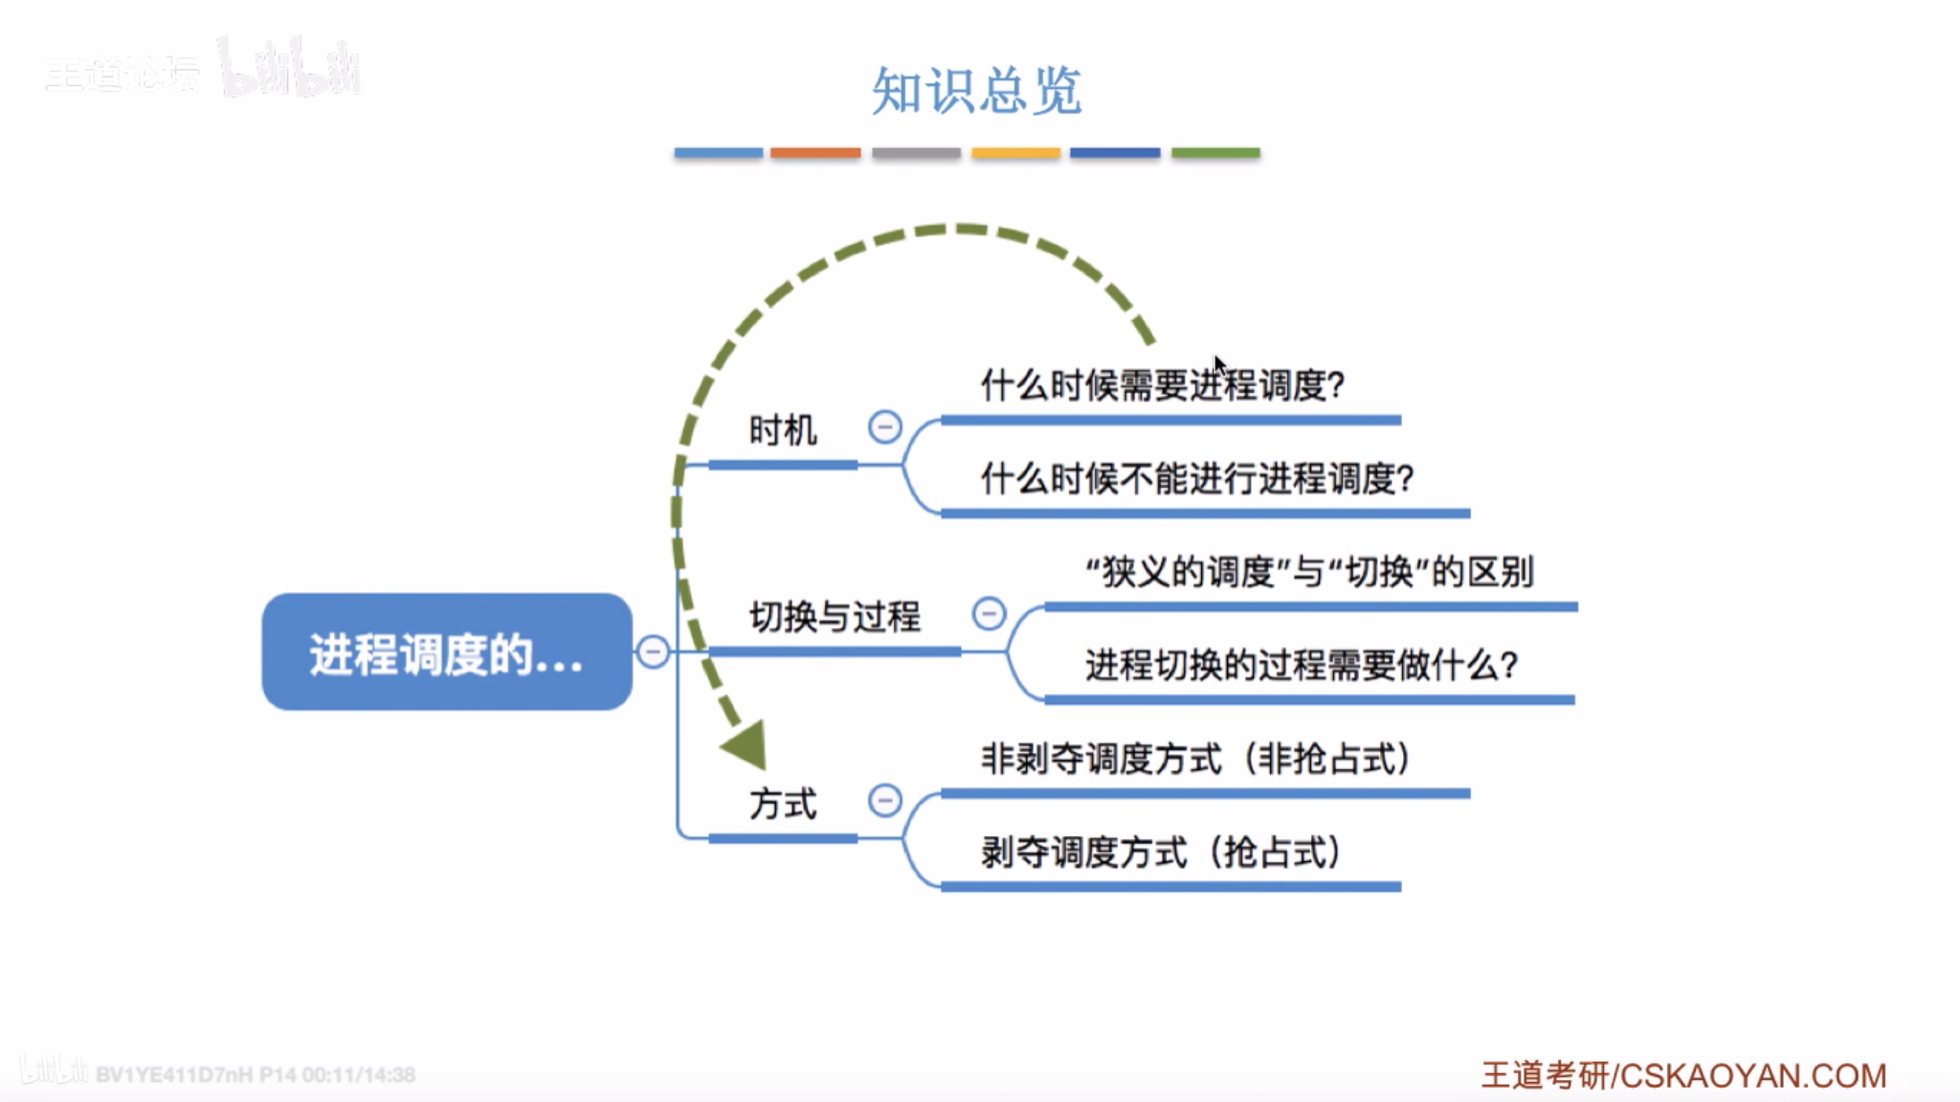 王道论坛 bilibili
知识总览
什么时候需要进程调度?
时机
什么时候不能进行进程调度?
“狭义的调度”与“切换”的区别
切换与过程
进程调度的...
进程切换的过程需要做什么?
非剥夺调度方式（非抢占式）
方式
剥夺调度方式（抢占式）
bilibili BV1YE411D7nH P14 00:11/14:38
王道考研/CSKAOYAN.COM